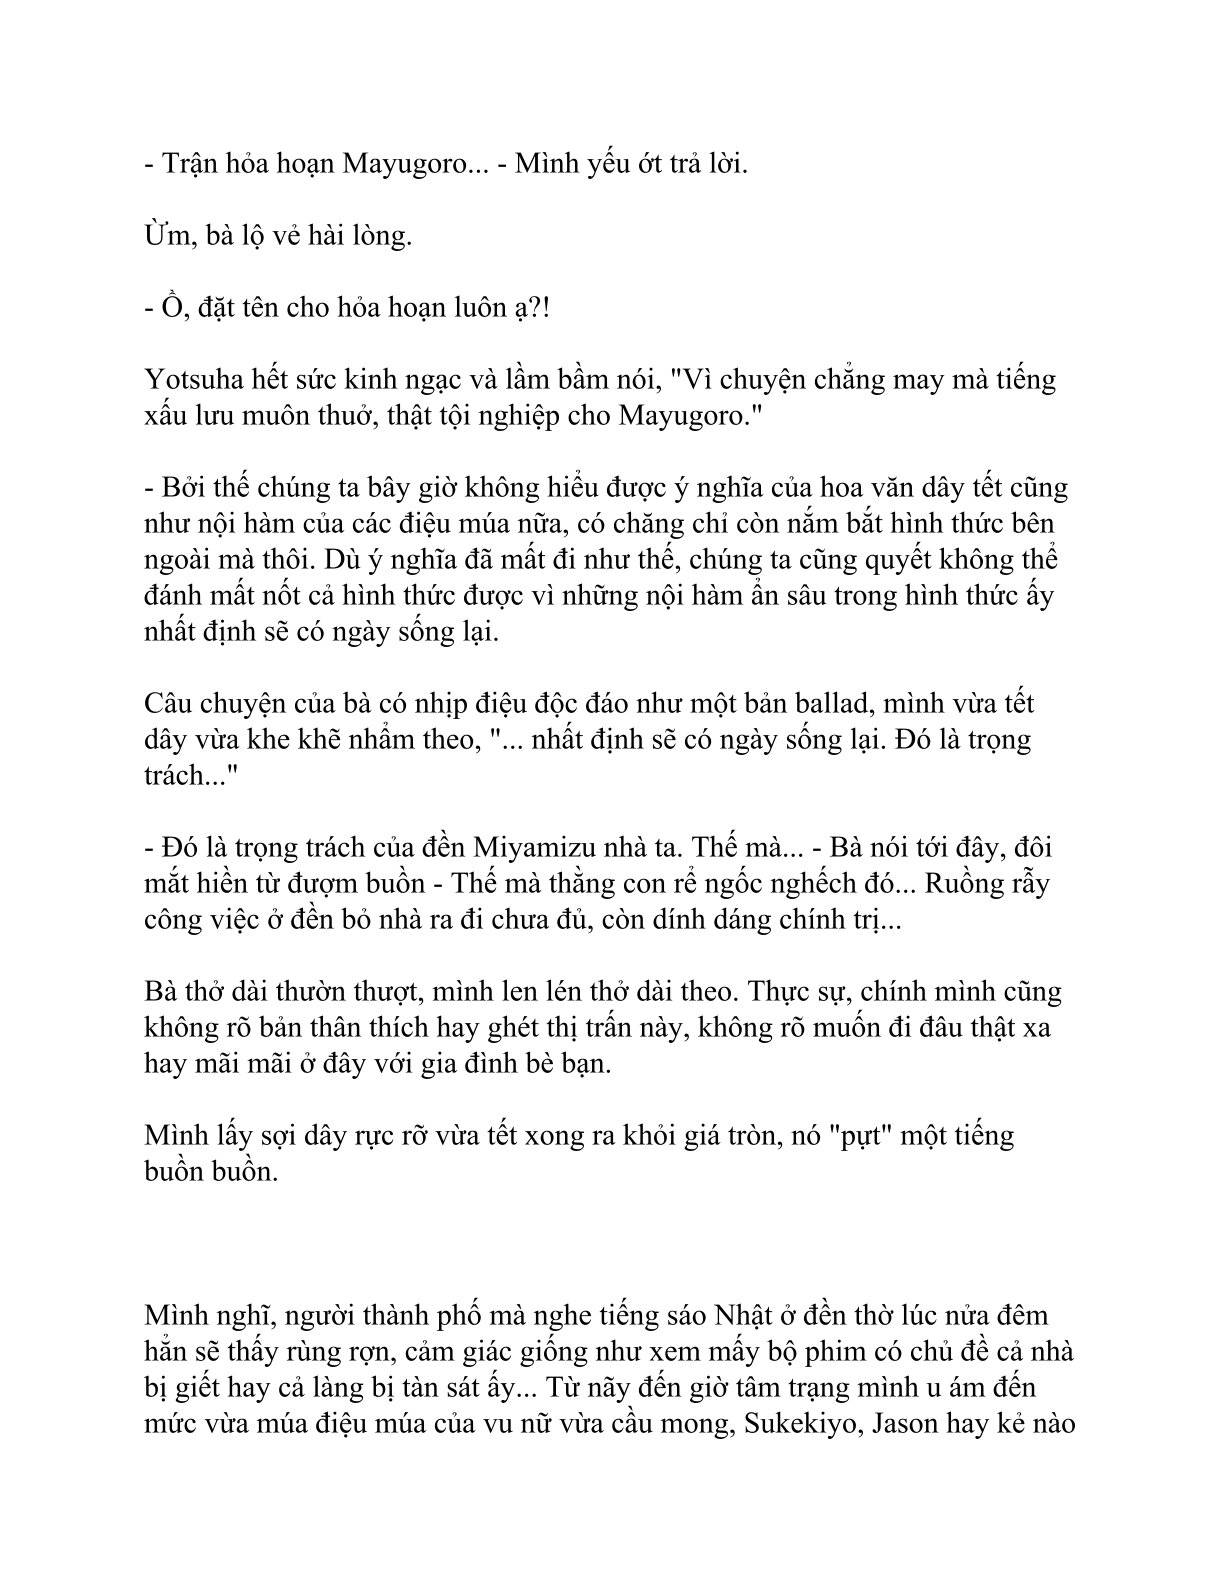 - Trận hỏa hoạn Mayugoro... - Mình yếu ớt trả lời.
Ừm, bà lộ vẻ hài lòng.
- Ồ, đặt tên cho hỏa hoạn luôn ạ?!
Yotsuha hết sức kinh ngạc và lầm bầm nói, "Vì chuyện chẳng may mà tiếng
xấu lưu muôn thuở, thật tội nghiệp cho Mayugoro."
- Bởi thế chúng ta bây giờ không hiểu được ý nghĩa của hoa văn dây tết cũng
như nội hàm của các điệu múa nữa, có chăng chỉ còn nắm bắt hình thức bên
ngoài mà thôi. Dù ý nghĩa đã mất đi như thế, chúng ta cũng quyết không thể
đánh mất nốt cả hình thức được vì những nội hàm ẩn sâu trong hình thức ấy
nhất định sẽ có ngày sống lại.
Câu chuyện của bà có nhịp điệu độc đáo như một bản ballad, mình vừa tết
dây vừa khe khẽ nhẩm theo, "... nhất định sẽ có ngày sống lại. Đó là trọng
trách..."
- Đó là trọng trách của đền Miyamizu nhà ta. Thế mà... - Bà nói tới đây, đôi
mắt hiền từ đượm buồn - Thế mà thằng con rể ngốc nghếch đó... Ruồng rẫy
công việc ở đền bỏ nhà ra đi chưa đủ, còn dính dáng chính trị...
Bà thở dài thườn thượt, mình len lén thở dài theo. Thực sự, chính mình cũng
không rõ bản thân thích hay ghét thị trấn này, không rõ muốn đi đâu thật xa
hay mãi mãi ở đây với gia đình bè bạn.
Mình lấy sợi dây rực rỡ vừa tết xong ra khỏi giá tròn, nó "pựt" một tiếng
buồn buồn.
Mình nghĩ, người thành phố mà nghe tiếng sáo Nhật ở đền thờ lúc nửa đêm
hẳn sẽ thấy rùng rợn, cảm giác giống như xem mấy bộ phim có chủ đề cả nhà
bị giết hay cả làng bị tàn sát ấy... Từ nãy đến giờ tâm trạng mình u ám đến
mức vừa múa điệu múa của vu nữ vừa cầu mong, Sukekiyo, Jason hay kẻ nào